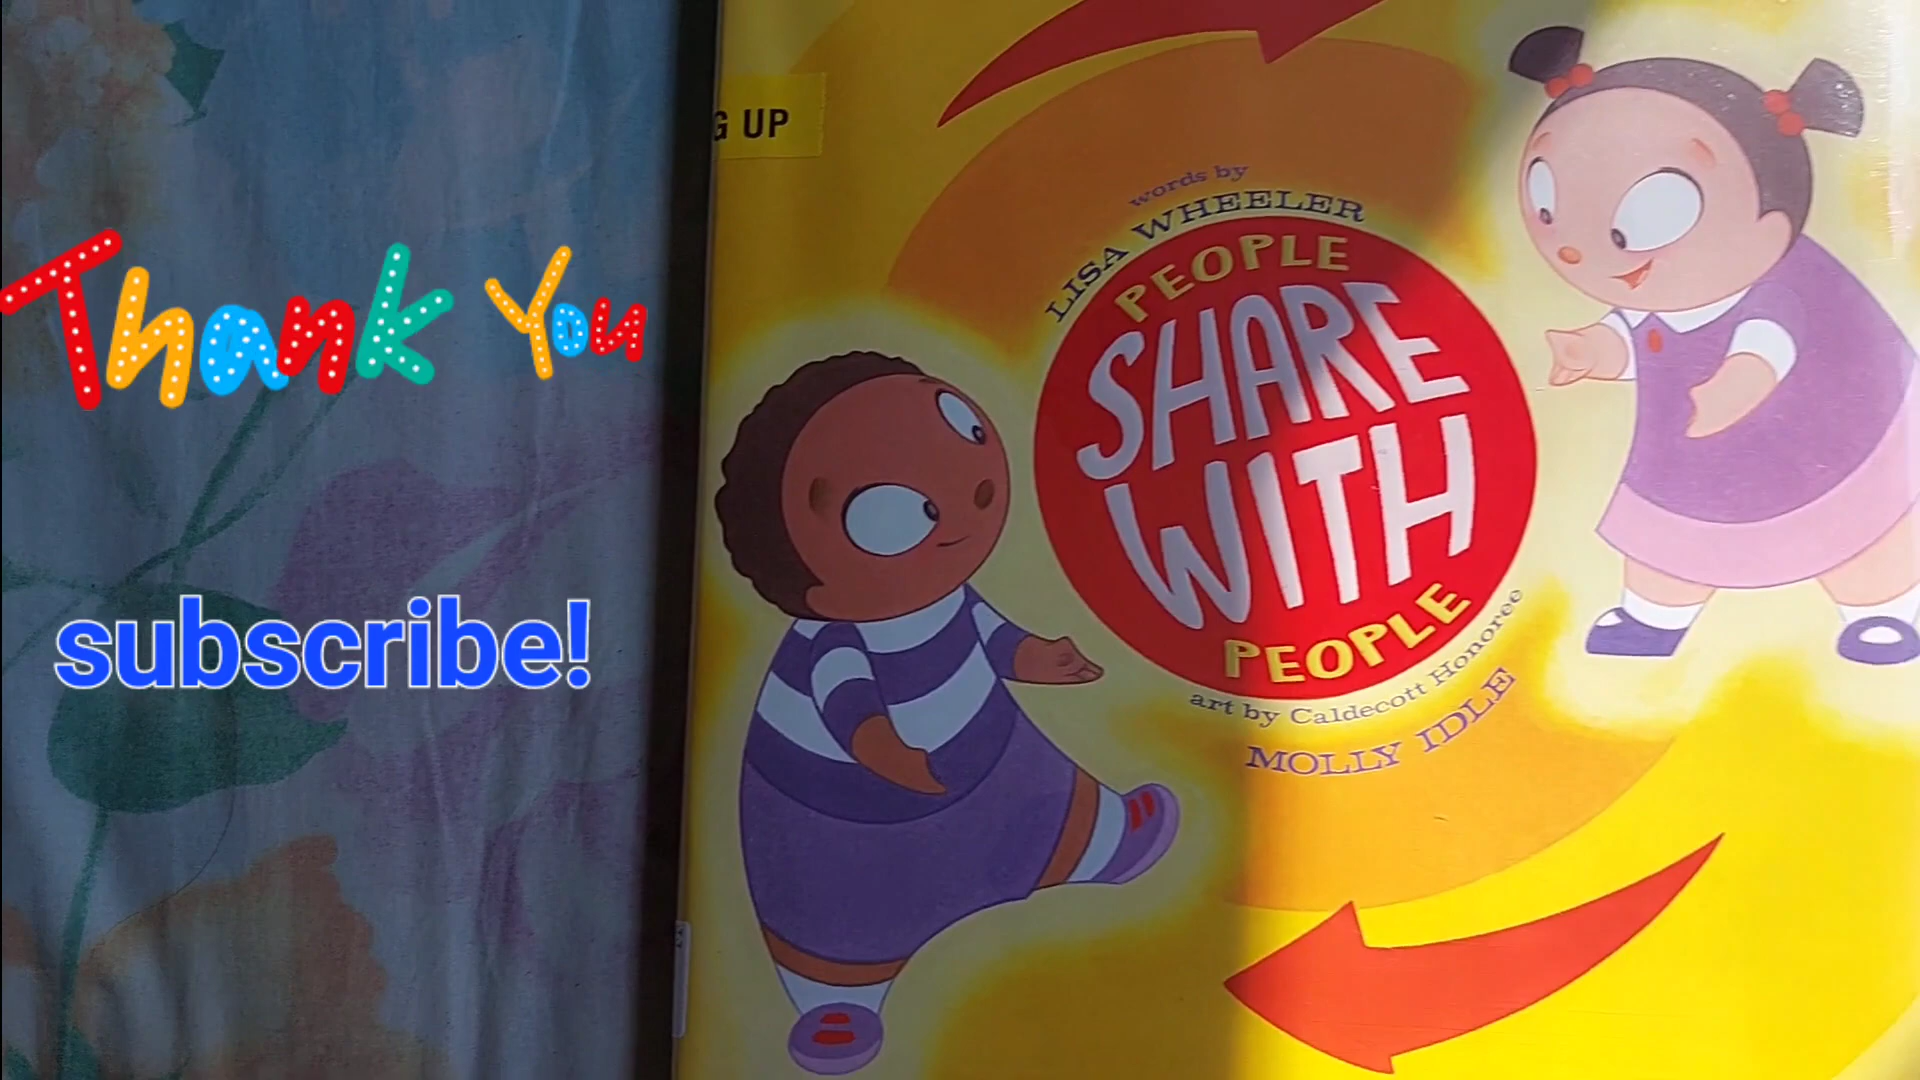 Thank You
subscribe!
G UP
words by
LISA WHEELER
PEOPLE
SHARE
WITH
PEOPLE
art by Caldecott Honoree
MOLLY IDLE